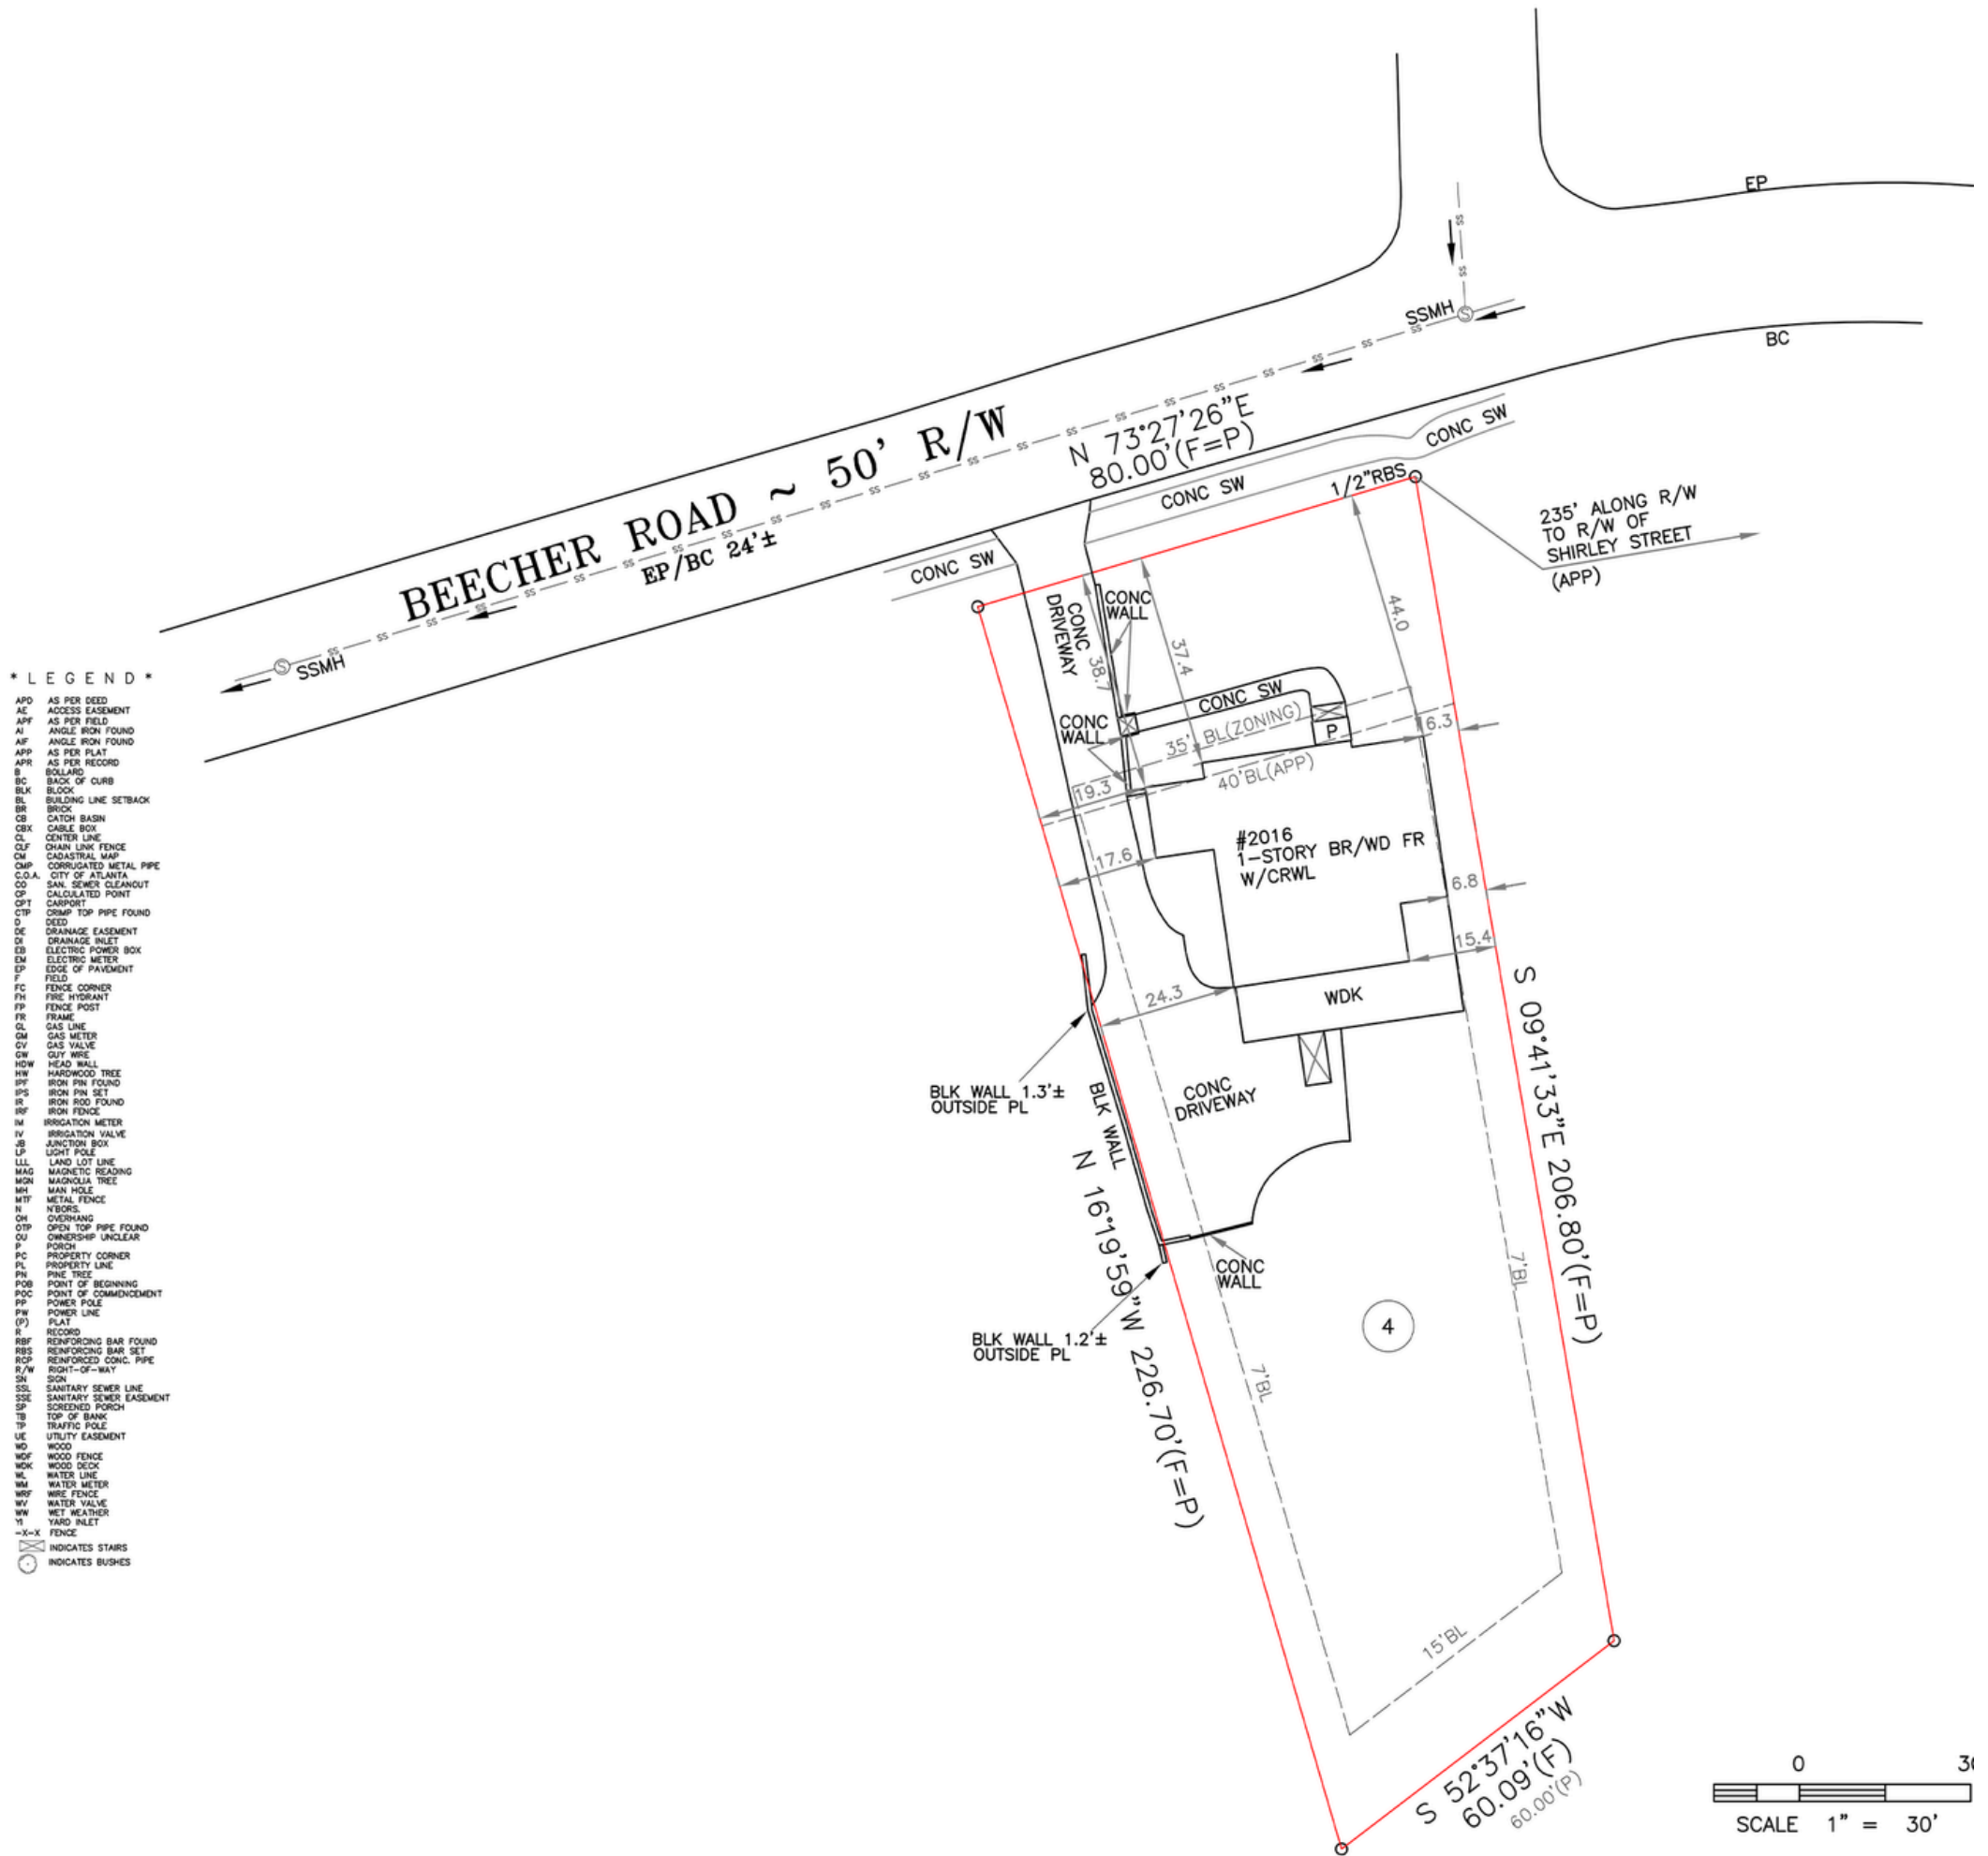 EP
SSMH
BC
N 73°27'26"E
80.00'(F=P)
BEECHER ROAD ~ 50' R/W
EP/BC 24'±
SSMH
CONC SW
CONC SW
CONC SW
1/2"RBS
235' ALONG R/W
TO R/W OF
SHIRLEY STREET
(APP)
CONC
DRIVEWAY
CONC
WALL
38.7
37.4
44.0
CONC SW
CONC
WALL
35' BL(ZONING)
P
6.3
40'BL(APP)
19.3
17.6
#2016
1-STORY BR/WD FR
W/CRWL
6.8
15.4
24.3
WDK
S 09°41'33"E 206.80'(F=P)
BLK WALL 1.3'±
OUTSIDE PL
BLK WALL
CONC
DRIVEWAY
N 16°19'59"W 226.70'(F=P)
CONC
WALL
BLK WALL 1.2'±
OUTSIDE PL
4
7'BL
7'BL
15'BL
S 52°37'16"W
60.09'(F)
60.00'(P)
0
SCALE 1" = 30'
* L E G E N D *
APD AS PER DEED
AE ACCESS EASEMENT
APF AS PER FIELD
AI ANGLE IRON FOUND
AIF ANGLE IRON FOUND
APP AS PER PLAT
APR AS PER RECORD
B BOLLARD
BC BACK OF CURB
BLK BLOCK
BL BUILDING LINE SETBACK
BR BRICK
CB CATCH BASIN
CBX CABLE BOX
CL CENTER LINE
CLF CHAIN LINK FENCE
CM CADASTRAL MAP
CMP CORRUGATED METAL PIPE
C.O.A. CITY OF ATLANTA
CO SAN. SEWER CLEANOUT
CP CALCULATED POINT
CPT CARPORT
CTP CRIMP TOP PIPE FOUND
D DEED
DE DRAINAGE EASEMENT
DI DRAINAGE INLET
EB ELECTRIC POWER BOX
EM ELECTRIC METER
EP EDGE OF PAVEMENT
F FIELD
FC FENCE CORNER
FH FIRE HYDRANT
FP FENCE POST
FR FRAME
GL GAS LINE
GM GAS METER
GV GAS VALVE
GW GUY WIRE
HDW HEAD WALL
HW HARDWOOD TREE
IPF IRON PIN FOUND
IPS IRON PIN SET
IR IRON ROD FOUND
IRF IRON FENCE
IM IRRIGATION METER
IV IRRIGATION VALVE
JB JUNCTION BOX
LP LIGHT POLE
LLL LAND LOT LINE
MAG MAGNETIC READING
MGN MAGNOLIA TREE
MH MAN HOLE
MTF METAL FENCE
N N'BORS.
OH OVERHANG
OTP OPEN TOP PIPE FOUND
OU OWNERSHIP UNCLEAR
P PORCH
PC PROPERTY CORNER
PL PROPERTY LINE
PN PINE TREE
POB POINT OF BEGINNING
POC POINT OF COMMENCEMENT
PP POWER POLE
PW POWER LINE
(P) PLAT
R RECORD
RBF REINFORCING BAR FOUND
RBS REINFORCING BAR SET
RCP REINFORCED CONC. PIPE
R/W RIGHT-OF-WAY
SN SIGN
SSL SANITARY SEWER LINE
SSE SANITARY SEWER EASEMENT
SP SCREENED PORCH
TB TOP OF BANK
TP TRAFFIC POLE
UE UTILITY EASEMENT
WD WOOD
WDF WOOD FENCE
WDK WOOD DECK
WL WATER LINE
WM WATER METER
WRF WIRE FENCE
WV WATER VALVE
WW WET WEATHER
YI YARD INLET
-X-X FENCE
INDICATES STAIRS
INDICATES BUSHES